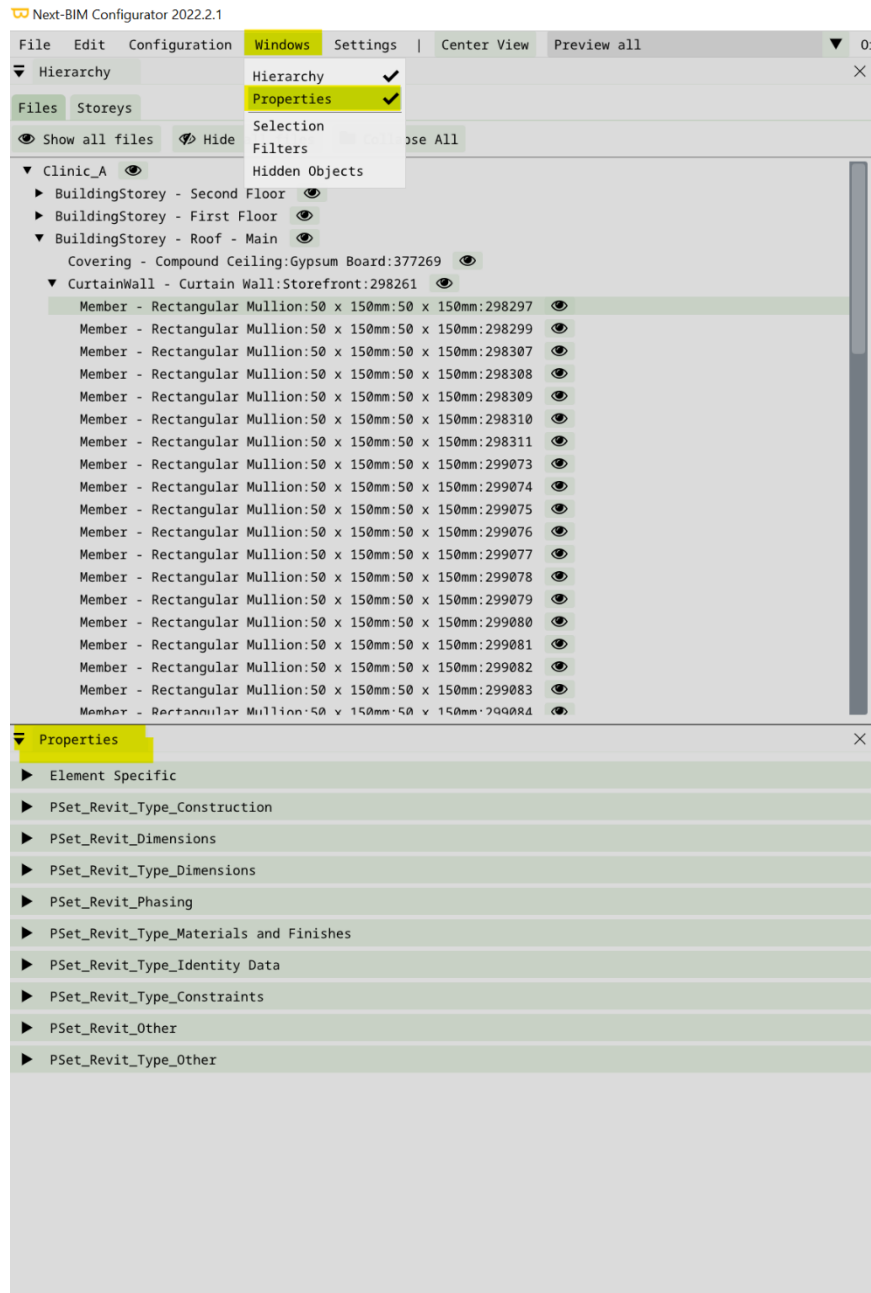 Next-BIM Configurator 2022.2.1
File Edit Configuration Windows Settings | Center View Preview all
Hierarchy
Hierarchy
Properties
Selection
Filters
Hidden Objects
Files Storeys
Show all files Hide Collapse All
Clinic_A
BuildingStorey - Second Floor
BuildingStorey - First Floor
BuildingStorey - Roof - Main
Covering - Compound Ceiling:Gypsum Board:377269
CurtainWall - Curtain Wall:Storefront:298261
Member - Rectangular Mullion:50 x 150mm:50 x 150mm:298297
Member - Rectangular Mullion:50 x 150mm:50 x 150mm:298299
Member - Rectangular Mullion:50 x 150mm:50 x 150mm:298307
Member - Rectangular Mullion:50 x 150mm:50 x 150mm:298308
Member - Rectangular Mullion:50 x 150mm:50 x 150mm:298309
Member - Rectangular Mullion:50 x 150mm:50 x 150mm:298310
Member - Rectangular Mullion:50 x 150mm:50 x 150mm:298311
Member - Rectangular Mullion:50 x 150mm:50 x 150mm:299073
Member - Rectangular Mullion:50 x 150mm:50 x 150mm:299074
Member - Rectangular Mullion:50 x 150mm:50 x 150mm:299075
Member - Rectangular Mullion:50 x 150mm:50 x 150mm:299076
Member - Rectangular Mullion:50 x 150mm:50 x 150mm:299077
Member - Rectangular Mullion:50 x 150mm:50 x 150mm:299078
Member - Rectangular Mullion:50 x 150mm:50 x 150mm:299079
Member - Rectangular Mullion:50 x 150mm:50 x 150mm:299080
Member - Rectangular Mullion:50 x 150mm:50 x 150mm:299081
Member - Rectangular Mullion:50 x 150mm:50 x 150mm:299082
Member - Rectangular Mullion:50 x 150mm:50 x 150mm:299083
Member - Rectangular Mullion:50 x 150mm:50 x 150mm:299084
Properties
Element Specific
PSet_Revit_Type_Construction
PSet_Revit_Dimensions
PSet_Revit_Type_Dimensions
PSet_Revit_Phasing
PSet_Revit_Type_Materials and Finishes
PSet_Revit_Type_Identity Data
PSet_Revit_Type_Constraints
PSet_Revit_Other
PSet_Revit_Type_Other